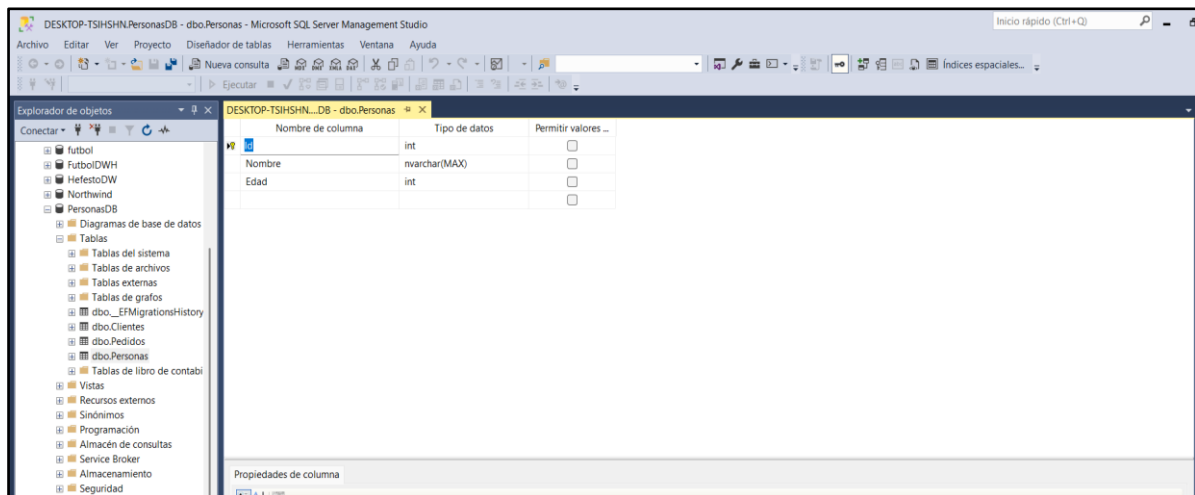 DESKTOP-TSIHSHN.PersonasDB - dbo.Personas - Microsoft SQL Server Management Studio
Inicio rápido (Ctrl+Q)
Archivo Editar Ver Proyecto Diseñador de tablas Herramientas Ventana Ayuda
Nueva consulta
Índices espaciales...
Ejecutar
Explorador de objetos
DESKTOP-TSIHSHN....DB - dbo.Personas
Conectar
Nombre de columna Tipo de datos Permitir valores ...
Id int
Nombre nvarchar(MAX)
Edad int
futbol
FutbolDWH
HefestoDW
Northwind
PersonasDB
Diagramas de base de datos
Tablas
Tablas del sistema
Tablas de archivos
Tablas externas
Tablas de grafos
dbo.__EFMigrationsHistory
dbo.Clientes
dbo.Pedidos
dbo.Personas
Tablas de libro de contabi
Vistas
Recursos externos
Sinónimos
Programación
Almacén de consultas
Service Broker
Almacenamiento
Seguridad
Propiedades de columna